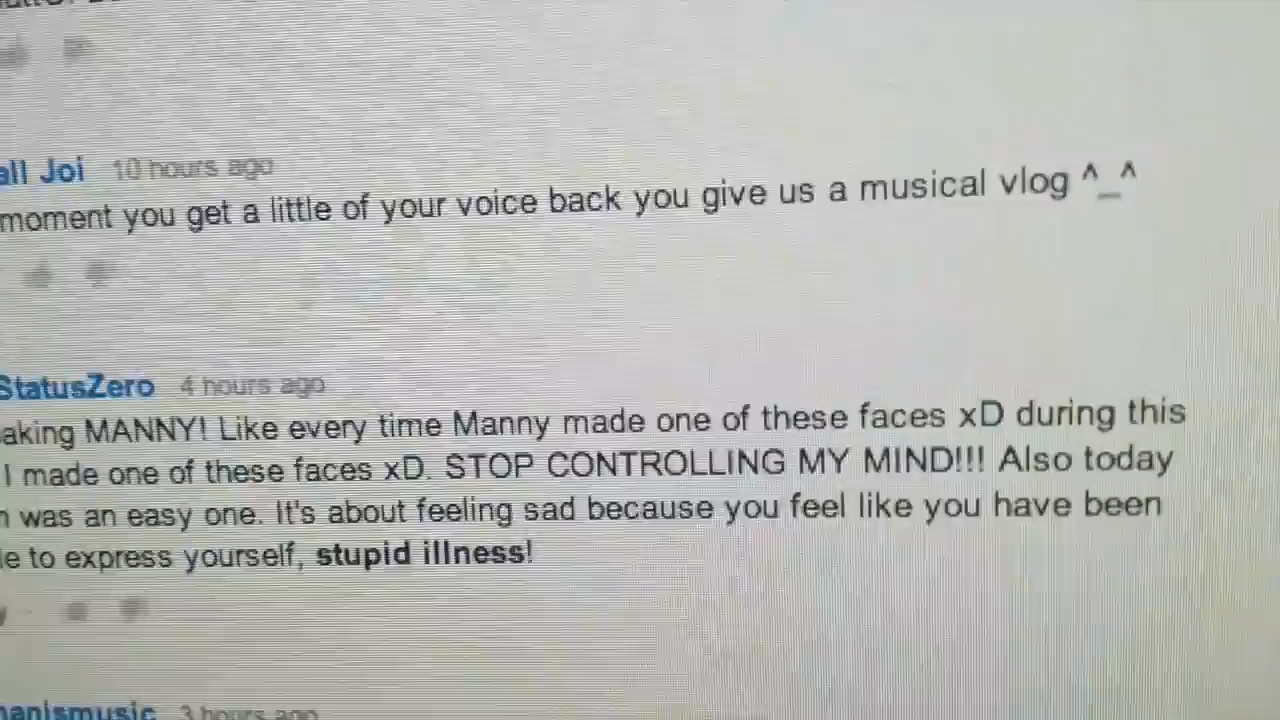 all Joi 10 hours ago
moment you get a little of your voice back you give us a musical vlog ^_^
StatusZero 4 hours ago
aking MANNY! Like every time Manny made one of these faces xD during this
I made one of these faces xD. STOP CONTROLLING MY MIND!!! Also today
n was an easy one. It's about feeling sad because you feel like you have been
le to express yourself, stupid illness!
hanismusic 3 hours ago